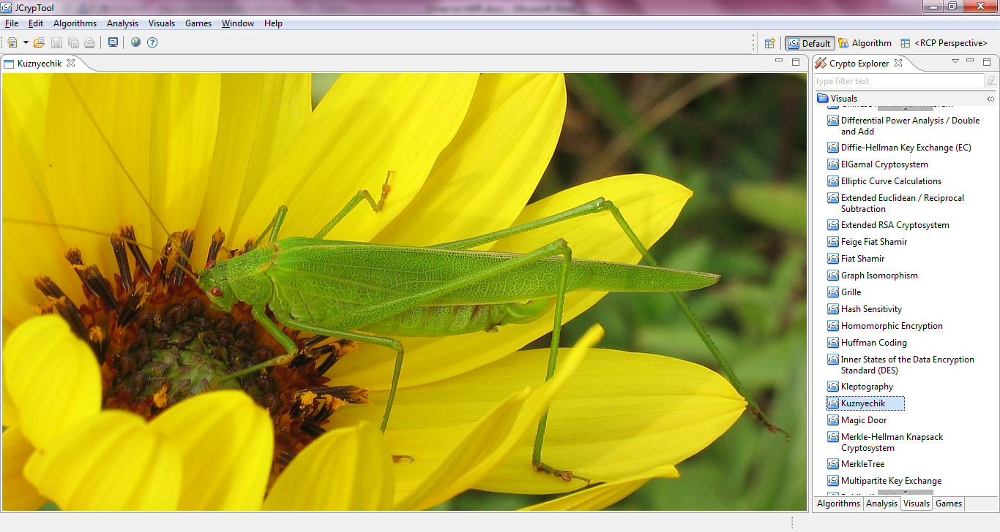 JCrypTool
File Edit Algorithms Analysis Visuals Games Window Help
Default Algorithm <RCP Perspective>
Kuznyechik
Crypto Explorer
type filter text
Visuals
Differential Power Analysis / Double
and Add
Diffie-Hellman Key Exchange (EC)
ElGamal Cryptosystem
Elliptic Curve Calculations
Extended Euclidean / Reciprocal
Subtraction
Extended RSA Cryptosystem
Feige Fiat Shamir
Fiat Shamir
Graph Isomorphism
Grille
Hash Sensitivity
Homomorphic Encryption
Huffman Coding
Inner States of the Data Encryption
Standard (DES)
Kleptography
Kuznyechik
Magic Door
Merkle-Hellman Knapsack
Cryptosystem
MerkleTree
Multipartite Key Exchange
Algorithms Analysis Visuals Games